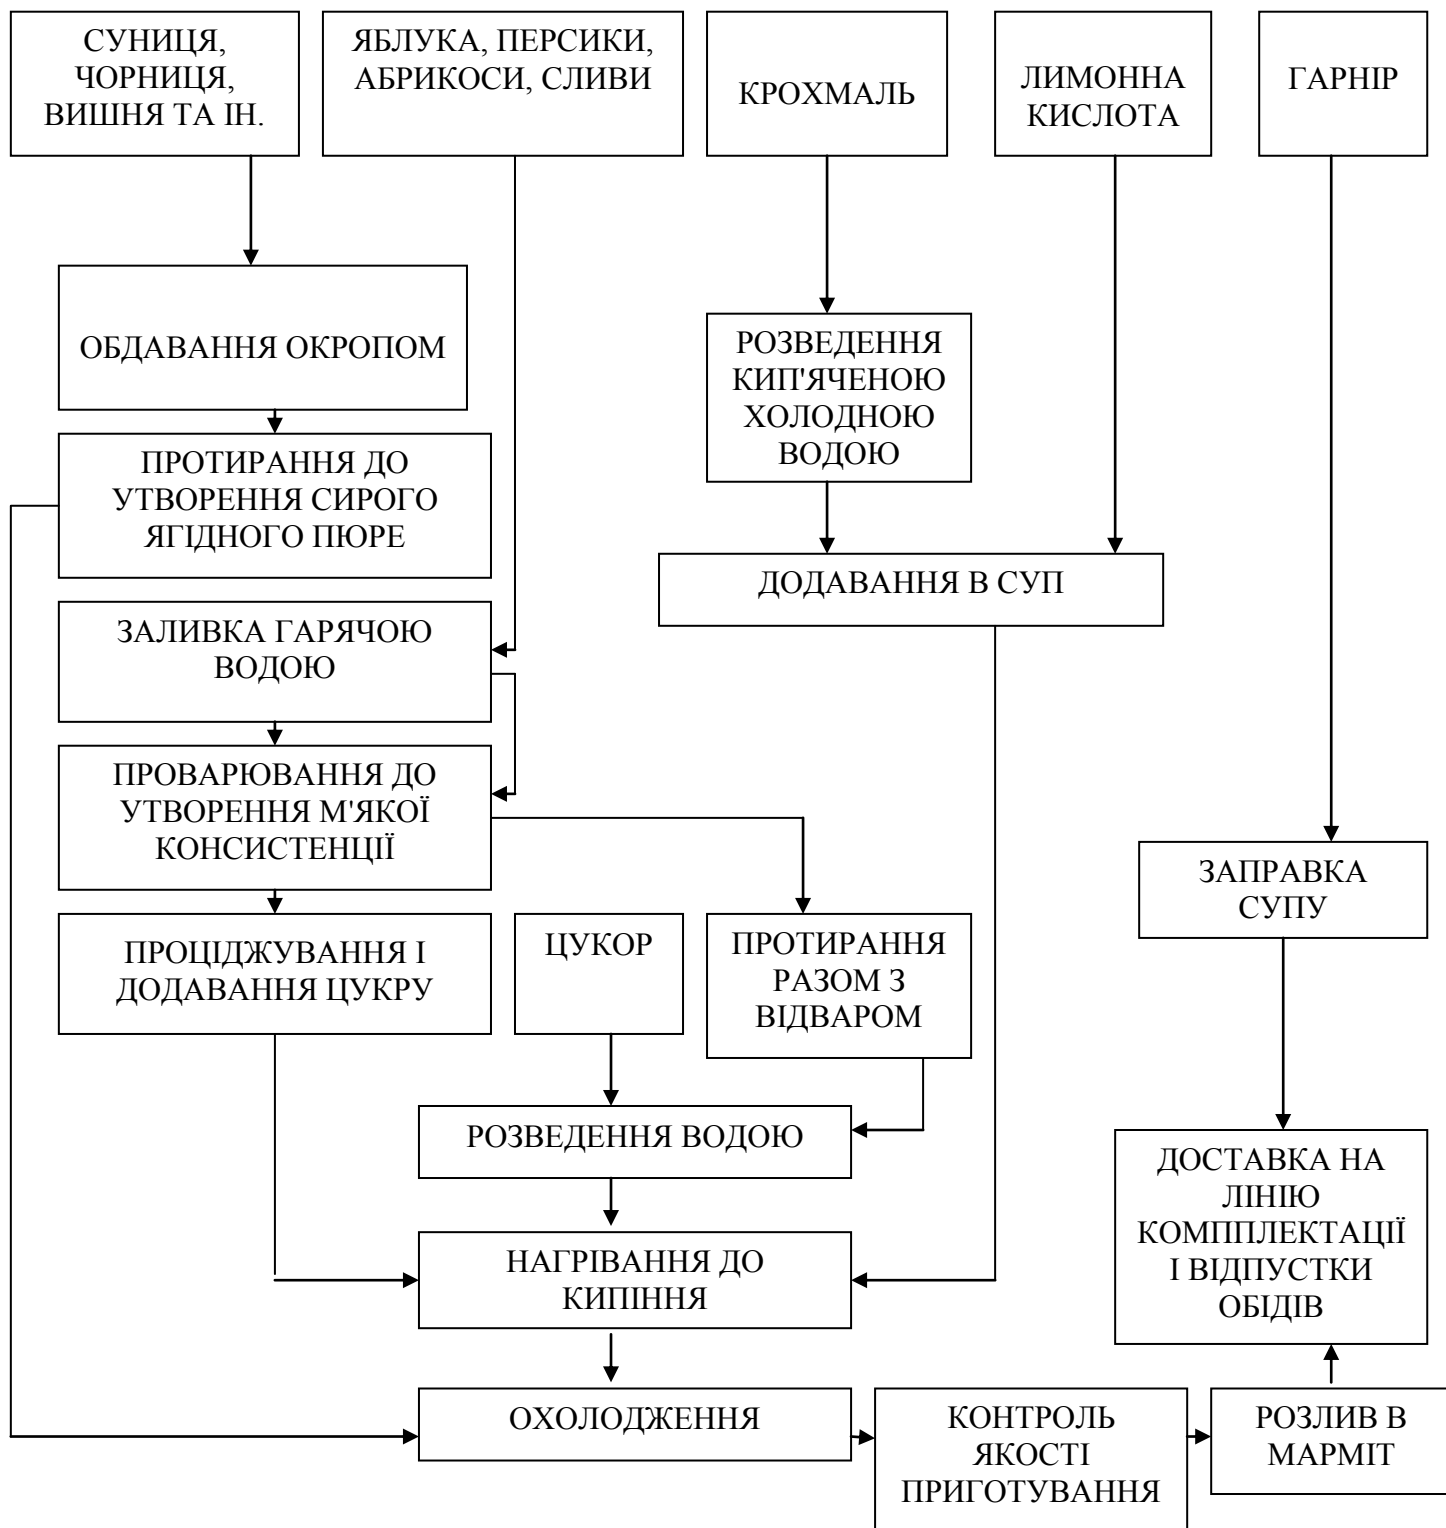 СУНИЦЯ,
ЧОРНИЦЯ,
ВИШНЯ ТА ІН.
ЯБЛУКА, ПЕРСИКИ,
АБРИКОСИ, СЛИВИ
КРОХМАЛЬ
ЛИМОННА
КИСЛОТА
ГАРНІР
ОБДАВАННЯ ОКРОПОМ
РОЗВЕДЕННЯ
КИП'ЯЧЕНОЮ
ХОЛОДНОЮ
ВОДОЮ
ПРОТИРАННЯ ДО
УТВОРЕННЯ СИРОГО
ЯГІДНОГО ПЮРЕ
ДОДАВАННЯ В СУП
ЗАЛИВКА ГАРЯЧОЮ
ВОДОЮ
ПРОВАРЮВАННЯ ДО
УТВОРЕННЯ М'ЯКОЇ
КОНСИСТЕНЦІЇ
ЗАПРАВКА
СУПУ
ПРОЦІДЖУВАННЯ І
ДОДАВАННЯ ЦУКРУ
ЦУКОР
ПРОТИРАННЯ
РАЗОМ З
ВІДВАРОМ
РОЗВЕДЕННЯ ВОДОЮ
ДОСТАВКА НА
ЛІНІЮ
КОМППЛЕКТАЦІЇ
І ВІДПУСТКИ
ОБІДІВ
НАГРІВАННЯ ДО
КИПІННЯ
ОХОЛОДЖЕННЯ
КОНТРОЛЬ
ЯКОСТІ
ПРИГОТУВАННЯ
РОЗЛИВ В
МАРМІТ